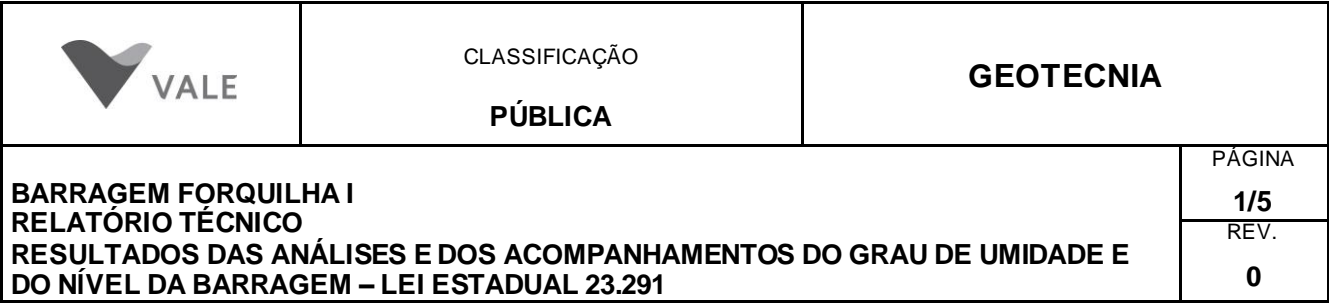 VALE
CLASSIFICAÇÃO
PÚBLICA
GEOTECNIA
BARRAGEM FORQUILHA I
RELATÓRIO TÉCNICO
RESULTADOS DAS ANÁLISES E DOS ACOMPANHAMENTOS DO GRAU DE UMIDADE E
DO NÍVEL DA BARRAGEM – LEI ESTADUAL 23.291
PÁGINA
1/5
REV.
0